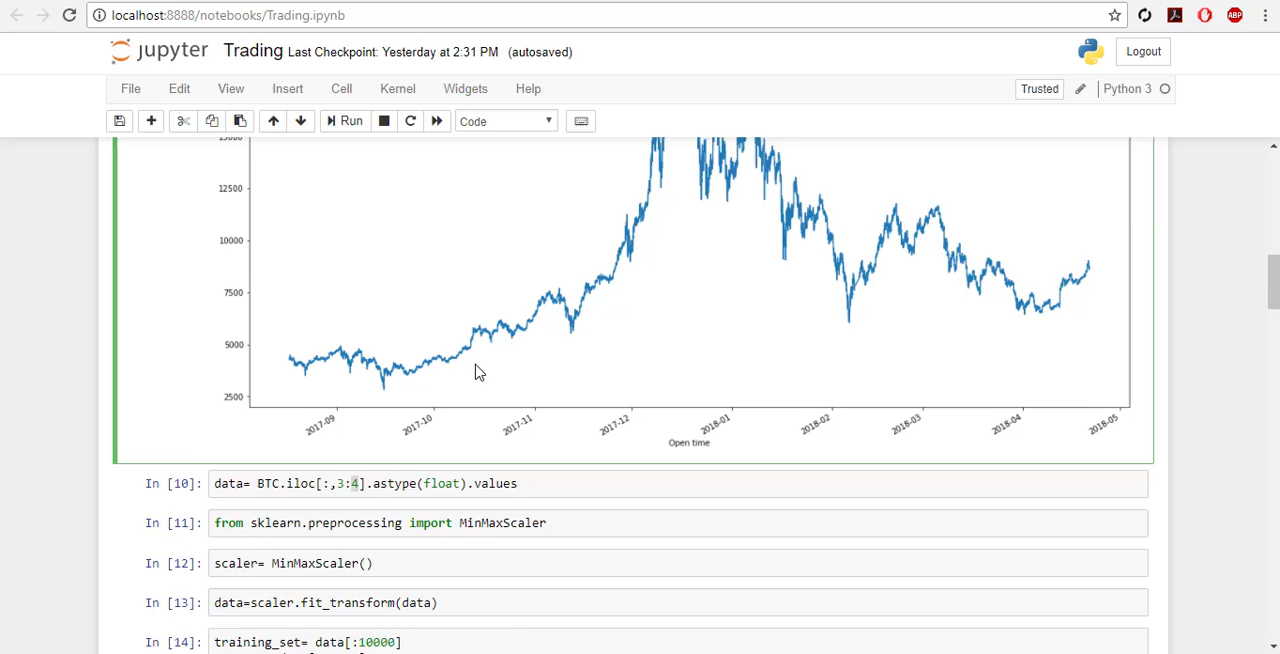 localhost:8888/notebooks/Trading.ipynb
ABP
jupyter Trading Last Checkpoint: Yesterday at 2:31 PM (autosaved)
Logout
File Edit View Insert Cell Kernel Widgets Help
Trusted Python 3
Run Code
15000
12500
10000
7500
5000
2500
2017-09 2017-10 2017-11 2017-12 2018-01 2018-02 2018-03 2018-04 2018-05
Open time
In [10]: data= BTC.iloc[:,3:4].astype(float).values
In [11]: from sklearn.preprocessing import MinMaxScaler
In [12]: scaler= MinMaxScaler()
In [13]: data=scaler.fit_transform(data)
In [14]: training_set= data[:10000]